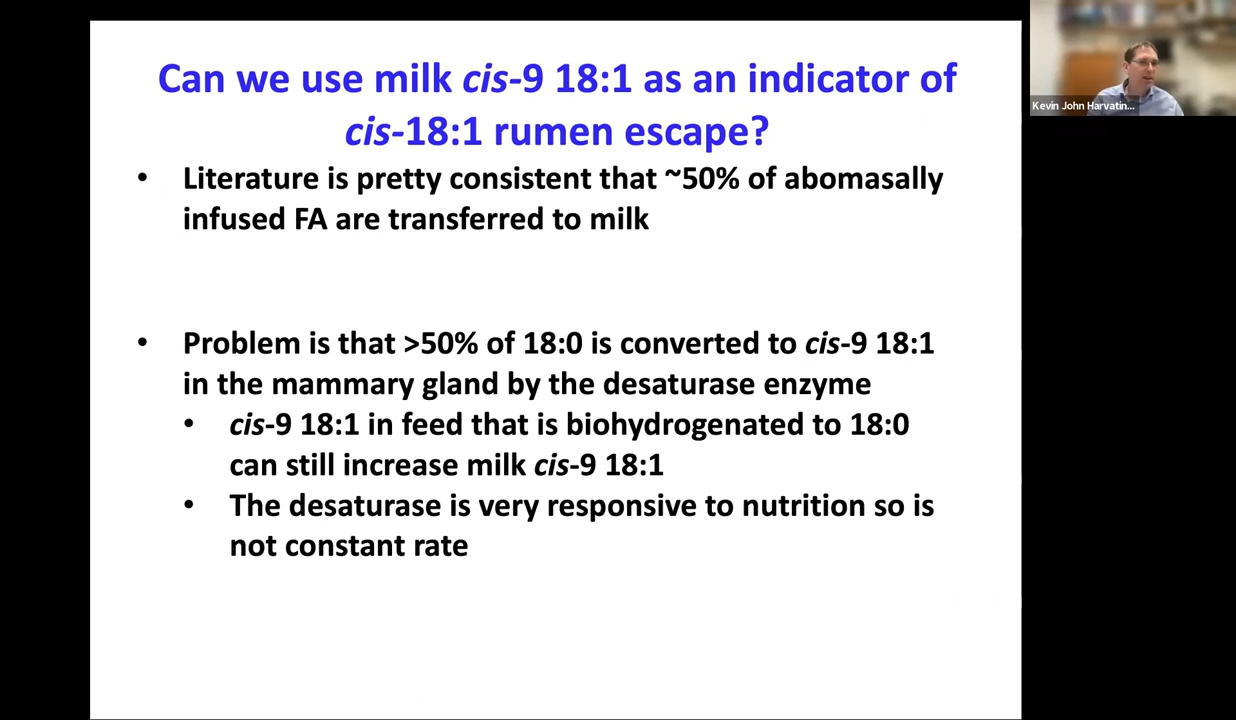 Can we use milk cis-9 18:1 as an indicator of
cis-18:1 rumen escape?
• Literature is pretty consistent that ~50% of abomasally
infused FA are transferred to milk
• Problem is that >50% of 18:0 is converted to cis-9 18:1
in the mammary gland by the desaturase enzyme
• cis-9 18:1 in feed that is biohydrogenated to 18:0
can still increase milk cis-9 18:1
• The desaturase is very responsive to nutrition so is
not constant rate
Kevin John Harvatin...